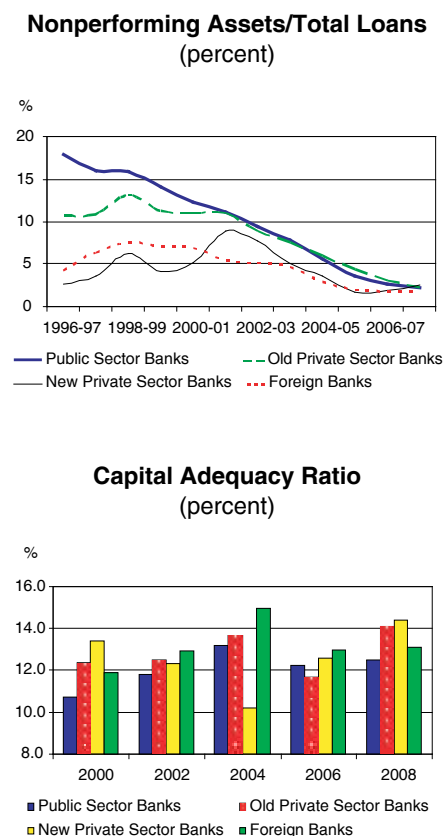 Nonperforming Assets/Total Loans
(percent)
%
20
15
10
5
0
1996-97 1998-99 2000-01 2002-03 2004-05 2006-07
Public Sector Banks Old Private Sector Banks
New Private Sector Banks Foreign Banks
Capital Adequacy Ratio
(percent)
%
16.0
14.0
12.0
10.0
8.0
2000 2002 2004 2006 2008
Public Sector Banks Old Private Sector Banks
New Private Sector Banks Foreign Banks